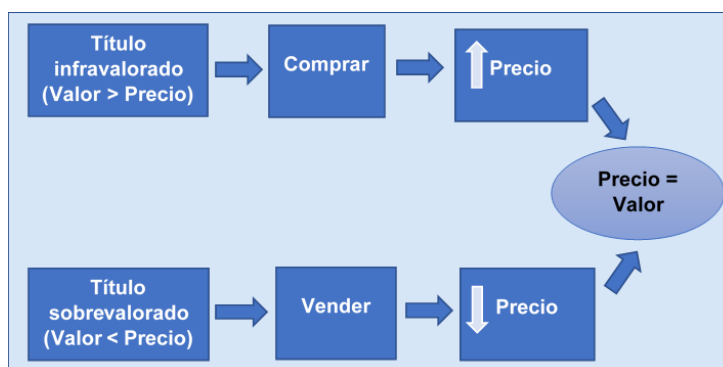 Título
infravalorado
(Valor > Precio)
Comprar
Precio
Precio =
Valor
Título
sobrevalorado
(Valor < Precio)
Vender
Precio